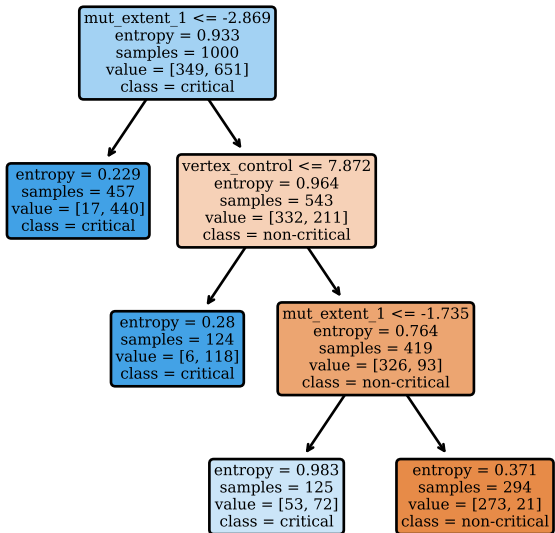 mut_extent_1 <= -2.869
entropy = 0.933
samples = 1000
value = [349, 651]
class = critical
entropy = 0.229
samples = 457
value = [17, 440]
class = critical
vertex_control <= 7.872
entropy = 0.964
samples = 543
value = [332, 211]
class = non-critical
entropy = 0.28
samples = 124
value = [6, 118]
class = critical
mut_extent_1 <= -1.735
entropy = 0.764
samples = 419
value = [326, 93]
class = non-critical
entropy = 0.983
samples = 125
value = [53, 72]
class = critical
entropy = 0.371
samples = 294
value = [273, 21]
class = non-critical